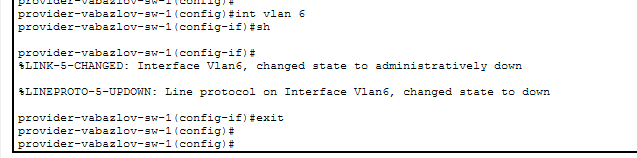 provider-vabazlov-sw-1(config)#
provider-vabazlov-sw-1(config)#int vlan 6
provider-vabazlov-sw-1(config-if)#sh
provider-vabazlov-sw-1(config-if)#
%LINK-5-CHANGED: Interface Vlan6, changed state to administratively down
%LINEPROTO-5-UPDOWN: Line protocol on Interface Vlan6, changed state to down
provider-vabazlov-sw-1(config-if)#exit
provider-vabazlov-sw-1(config)#
provider-vabazlov-sw-1(config)#